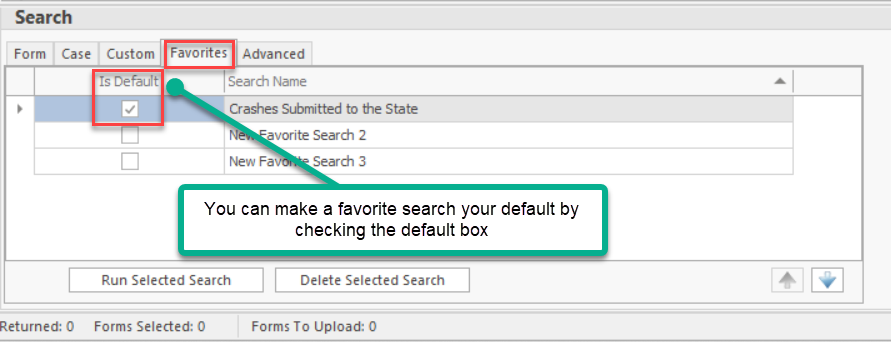 Search
Form Case Custom Favorites Advanced
Is Default Search Name
Crashes Submitted to the State
New Favorite Search 2
New Favorite Search 3
You can make a favorite search your default by
checking the default box
Run Selected Search Delete Selected Search
Returned: 0 Forms Selected: 0 Forms To Upload: 0